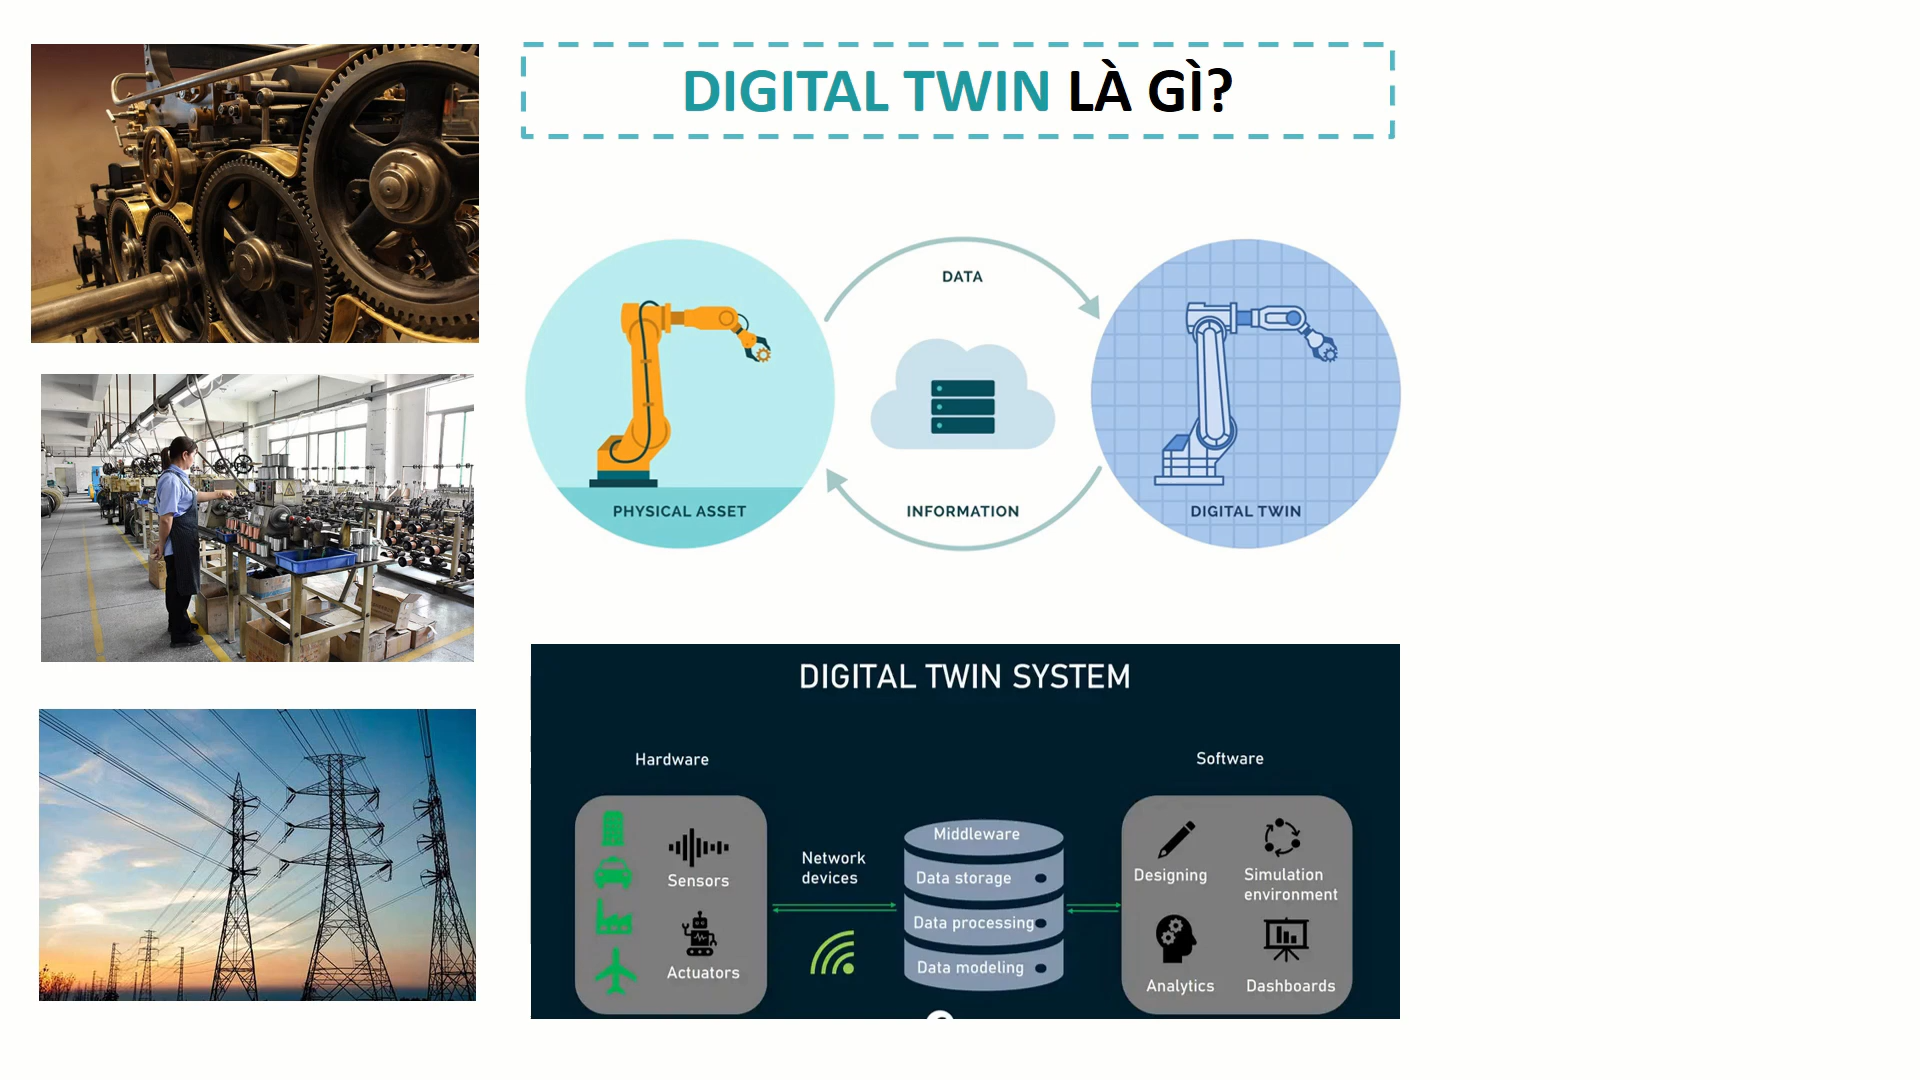 DIGITAL TWIN LÀ GÌ?
DATA
PHYSICAL ASSET
INFORMATION
DIGITAL TWIN
DIGITAL TWIN SYSTEM
Hardware
Software
Sensors
Actuators
Network
devices
Middleware
Data storage
Data processing
Data modeling
Designing
Simulation
environment
Analytics
Dashboards